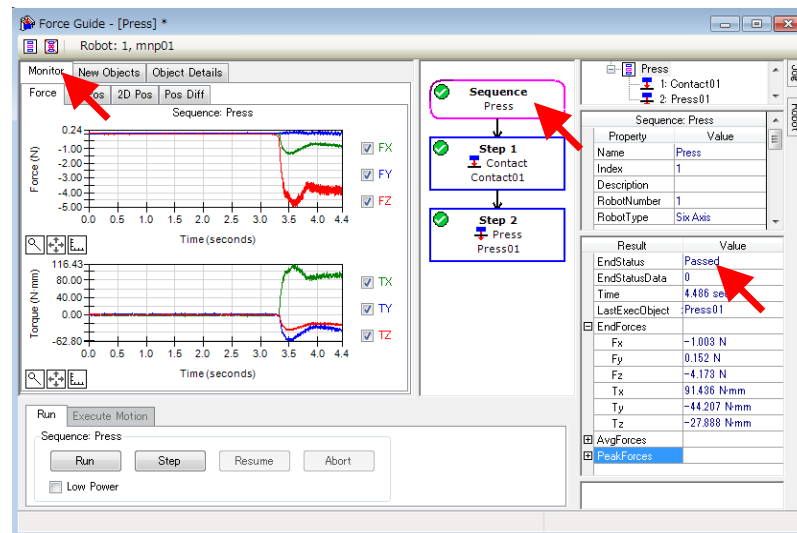 Force Guide - [Press] *
Robot: 1, mnp01
Monitor New Objects Object Details
Force Pos 2D Pos Pos Diff
Sequence: Press
Force (N)
0.24
-1.00
-2.00
-3.00
-4.00
-5.00
0.0 0.5 1.0 1.5 2.0 2.5 3.0 3.5 4.0 4.4
Time (seconds)
FX
FY
FZ
Torque (N·mm)
116.43
80.00
40.00
0.00
-62.80
0.0 0.5 1.0 1.5 2.0 2.5 3.0 3.5 4.0 4.4
Time (seconds)
TX
TY
TZ
Run Execute Motion
Sequence: Press
Run Step Resume Abort
Low Power
Sequence
Press
Step 1
Contact
Contact01
Step 2
Press
Press01
Press
1: Contact01
2: Press01
Sequence: Press
Property Value
Name Press
Index 1
Description
RobotNumber 1
RobotType Six Axis
Result Value
EndStatus Passed
EndStatusData 0
Time 4.486
LastExecObject :Press01
EndForces
Fx -1.003 N
Fy 0.152 N
Fz -4.173 N
Tx 91.436 N·mm
Ty -44.207 N·mm
Tz -27.888 N·mm
AvgForces
PeakForces
Robot